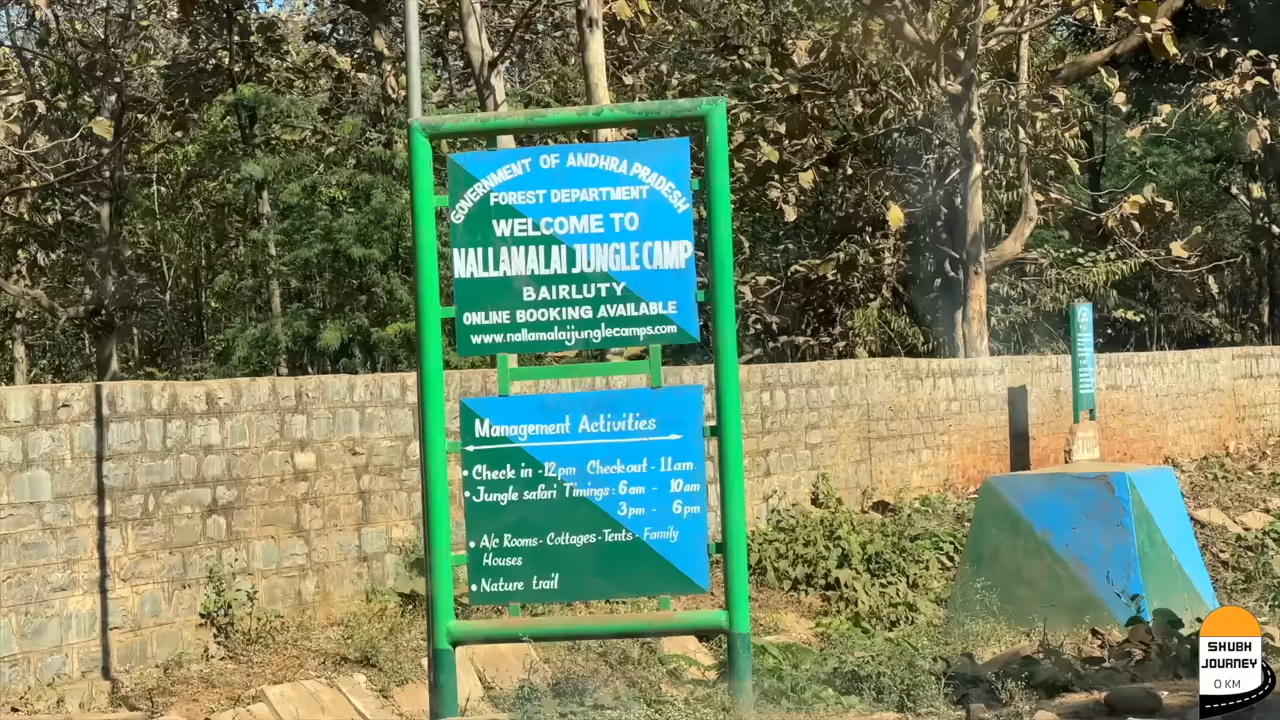 GOVERNMENT OF ANDHRA PRADESH
FOREST DEPARTMENT
WELCOME TO
NALLAMALAI JUNGLE CAMP
BAIRLUTY
ONLINE BOOKING AVAILABLE
www.nallamalaijunglecamps.com
Management Activities
• Check in -12pm Checkout - 11am.
• Jungle safari Timings: 6am - 10am
3pm - 6pm
• A/c Rooms - Cottages - Tents - Family
Houses
• Nature trail
SHUBH
JOURNEY
0 KM